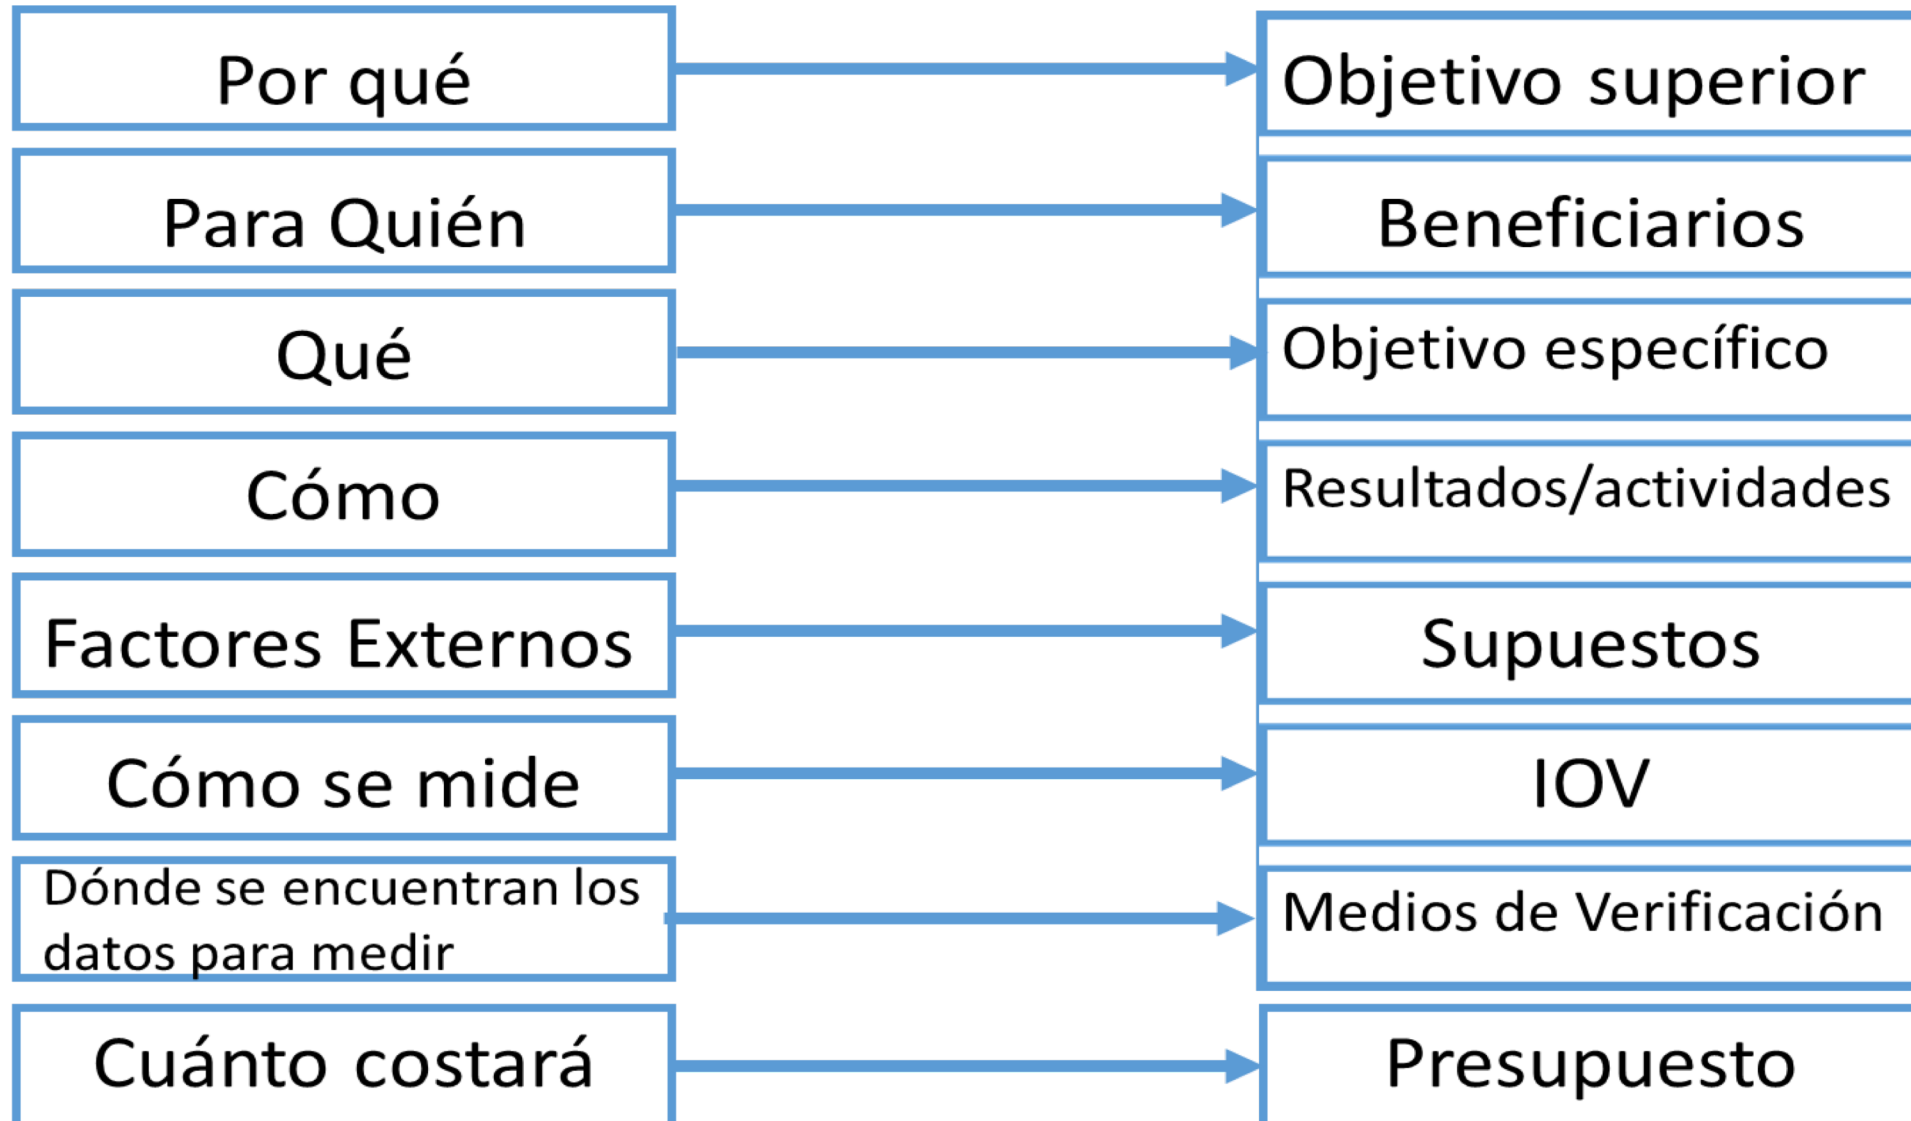 Por qué
Objetivo superior
Para Quién
Beneficiarios
Qué
Objetivo específico
Cómo
Resultados/actividades
Factores Externos
Supuestos
Cómo se mide
IOV
Dónde se encuentran los
datos para medir
Medios de Verificación
Cuánto costará
Presupuesto